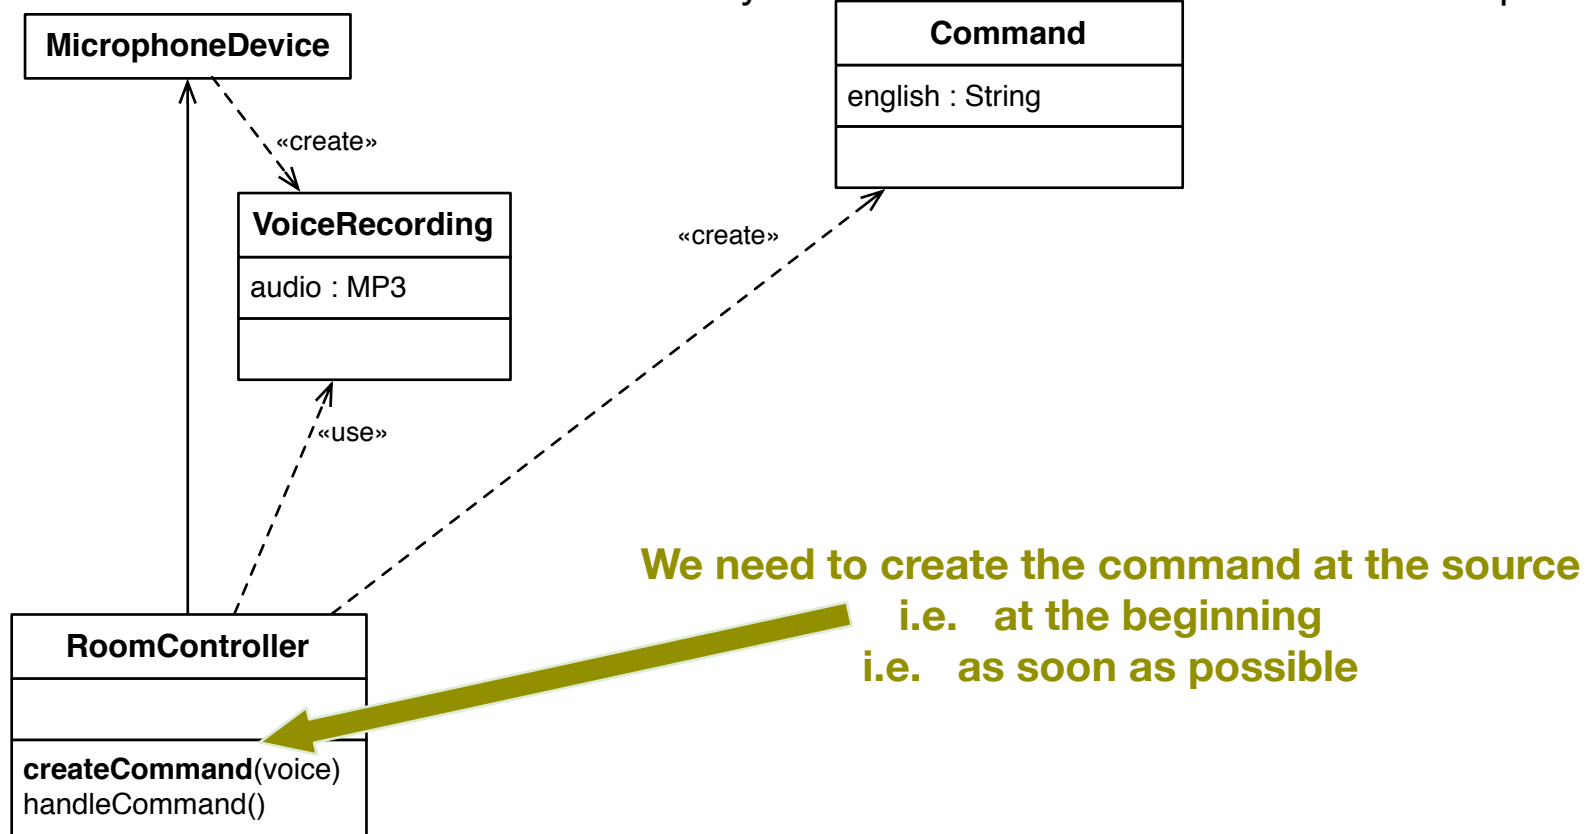 MicrophoneDevice
Command
english : String
«create»
VoiceRecording
audio : MP3
«create»
«use»
We need to create the command at the source
i.e. at the beginning
i.e. as soon as possible
RoomController
createCommand(voice)
handleCommand()